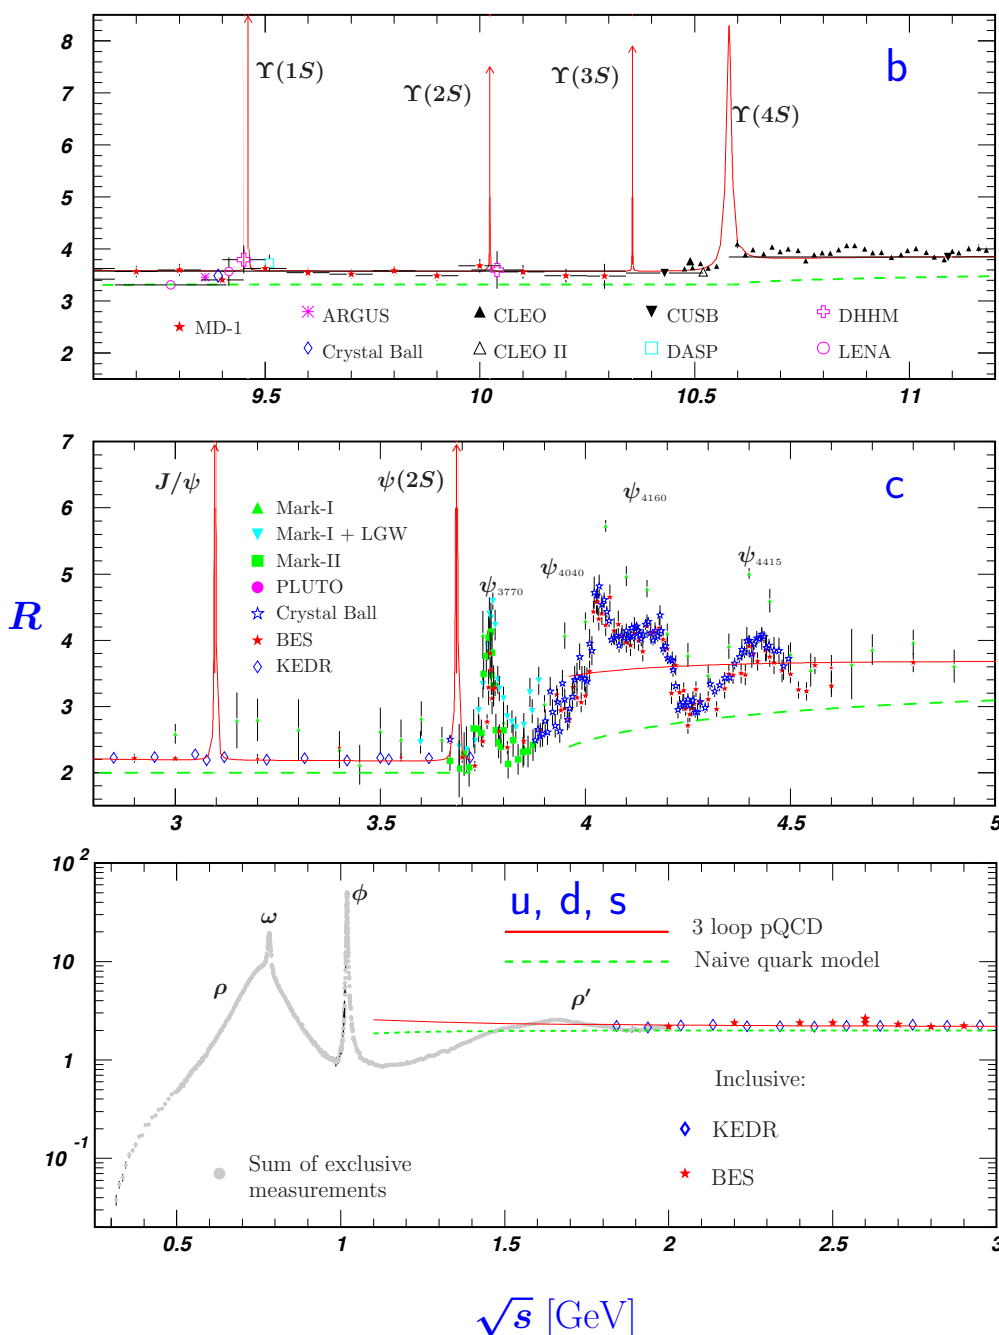 8
7
6
5
4
3
2
ϒ(1S)
ϒ(2S)
ϒ(3S)
ϒ(4S)
b
MD-1
ARGUS
CLEO
CUSB
DHHM
Crystal Ball
CLEO II
DASP
LENA
9.5 10 10.5 11
R
7
6
5
4
3
2
J/ψ
ψ(2S)
ψ3770
ψ4040
ψ4160
ψ4415
c
Mark-I
Mark-I + LGW
Mark-II
PLUTO
Crystal Ball
BES
KEDR
3 3.5 4 4.5 5
10 2
10
1
10 -1
ρ
ω
ϕ
ρ′
u, d, s
3 loop pQCD
Naive quark model
Inclusive:
KEDR
BES
Sum of exclusive
measurements
0.5 1 1.5 2 2.5 3
√s [GeV]